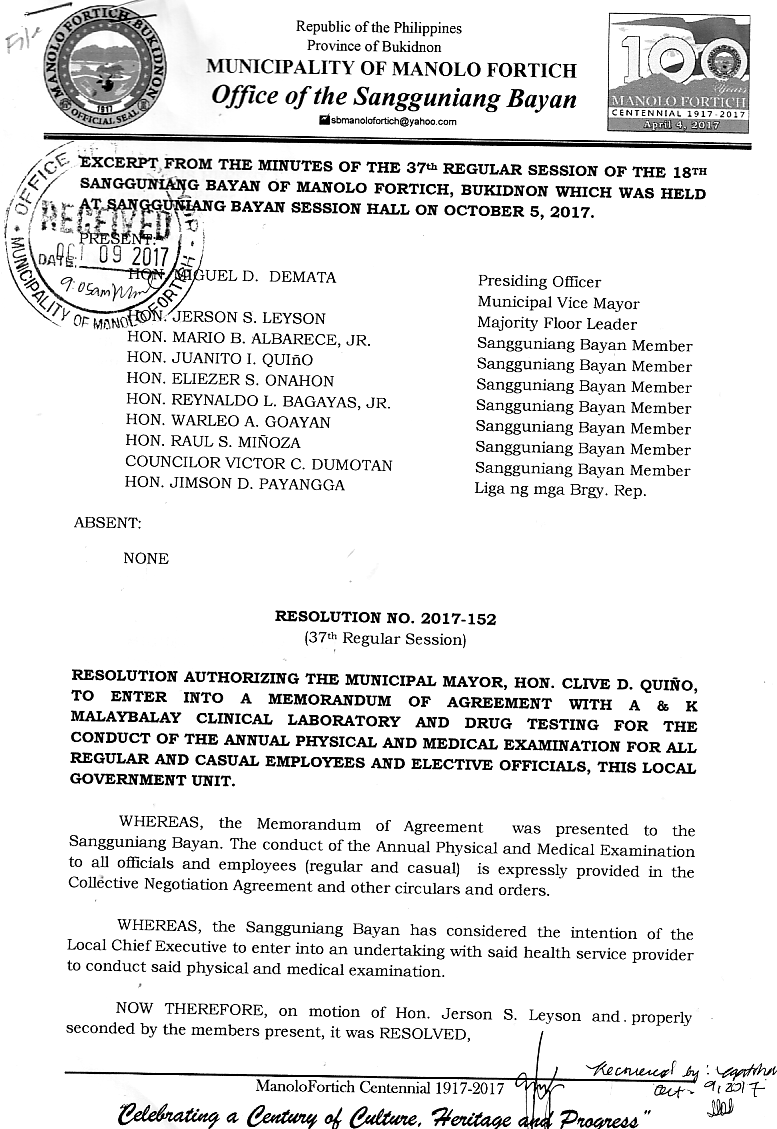 File
MANOLO FORTICH, BUKIDNON
1917
OFFICIAL SEAL
Republic of the Philippines
Province of Bukidnon
MUNICIPALITY OF MANOLO FORTICH
Office of the Sangguniang Bayan
sbmanolofortich@yahoo.com
100
Years
MANOLO FORTICH
CENTENNIAL 1917-2017
April 4, 2017
EXCERPT FROM THE MINUTES OF THE 37th REGULAR SESSION OF THE 18TH
SANGGUNIANG BAYAN OF MANOLO FORTICH, BUKIDNON WHICH WAS HELD
AT SANGGUNIANG BAYAN SESSION HALL ON OCTOBER 5, 2017.
OFFICE OF
MUNICIPALITY OF MANOLO FORTICH
RECEIVED
DATE: OCT 09 2017
9:05am
PRESENT:
HON. MIGUEL D. DEMATA Presiding Officer
Municipal Vice Mayor
HON. JERSON S. LEYSON Majority Floor Leader
HON. MARIO B. ALBARECE, JR. Sangguniang Bayan Member
HON. JUANITO I. QUIñO Sangguniang Bayan Member
HON. ELIEZER S. ONAHON Sangguniang Bayan Member
HON. REYNALDO L. BAGAYAS, JR. Sangguniang Bayan Member
HON. WARLEO A. GOAYAN Sangguniang Bayan Member
HON. RAUL S. MIÑOZA Sangguniang Bayan Member
COUNCILOR VICTOR C. DUMOTAN Sangguniang Bayan Member
HON. JIMSON D. PAYANGGA Liga ng mga Brgy. Rep.
ABSENT:
NONE
RESOLUTION NO. 2017-152
(37th Regular Session)
RESOLUTION AUTHORIZING THE MUNICIPAL MAYOR, HON. CLIVE D. QUIÑO,
TO ENTER INTO A MEMORANDUM OF AGREEMENT WITH A & K
MALAYBALAY CLINICAL LABORATORY AND DRUG TESTING FOR THE
CONDUCT OF THE ANNUAL PHYSICAL AND MEDICAL EXAMINATION FOR ALL
REGULAR AND CASUAL EMPLOYEES AND ELECTIVE OFFICIALS, THIS LOCAL
GOVERNMENT UNIT.
WHEREAS, the Memorandum of Agreement was presented to the
Sangguniang Bayan. The conduct of the Annual Physical and Medical Examination
to all officials and employees (regular and casual) is expressly provided in the
Collective Negotiation Agreement and other circulars and orders.
WHEREAS, the Sangguniang Bayan has considered the intention of the
Local Chief Executive to enter into an undertaking with said health service provider
to conduct said physical and medical examination.
NOW THEREFORE, on motion of Hon. Jerson S. Leyson and properly
seconded by the members present, it was RESOLVED,
by:
Oct. 9, 2017
ManoloFortich Centennial 1917-2017
"Celebrating a Century of Culture, Heritage and Progress"